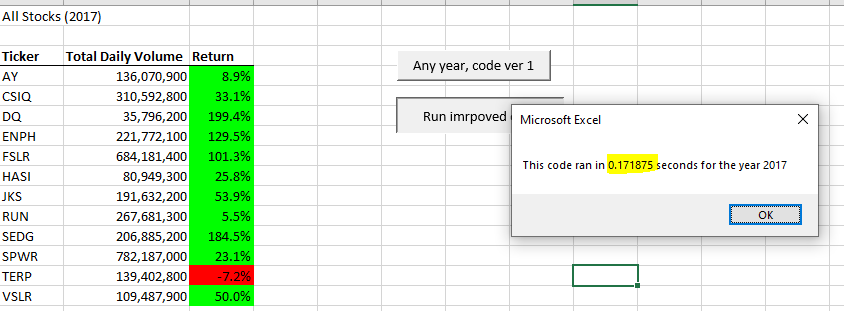 All Stocks (2017)
Ticker Total Daily Volume Return
AY 136,070,900 8.9%
CSIQ 310,592,800 33.1%
DQ 35,796,200 199.4%
ENPH 221,772,100 129.5%
FSLR 684,181,400 101.3%
HASI 80,949,300 25.8%
JKS 191,632,200 53.9%
RUN 267,681,300 5.5%
SEDG 206,885,200 184.5%
SPWR 782,187,000 23.1%
TERP 139,402,800 -7.2%
VSLR 109,487,900 50.0%
Any year, code ver 1
Run imrpoved
Microsoft Excel
This code ran in 0.171875 seconds for the year 2017
OK